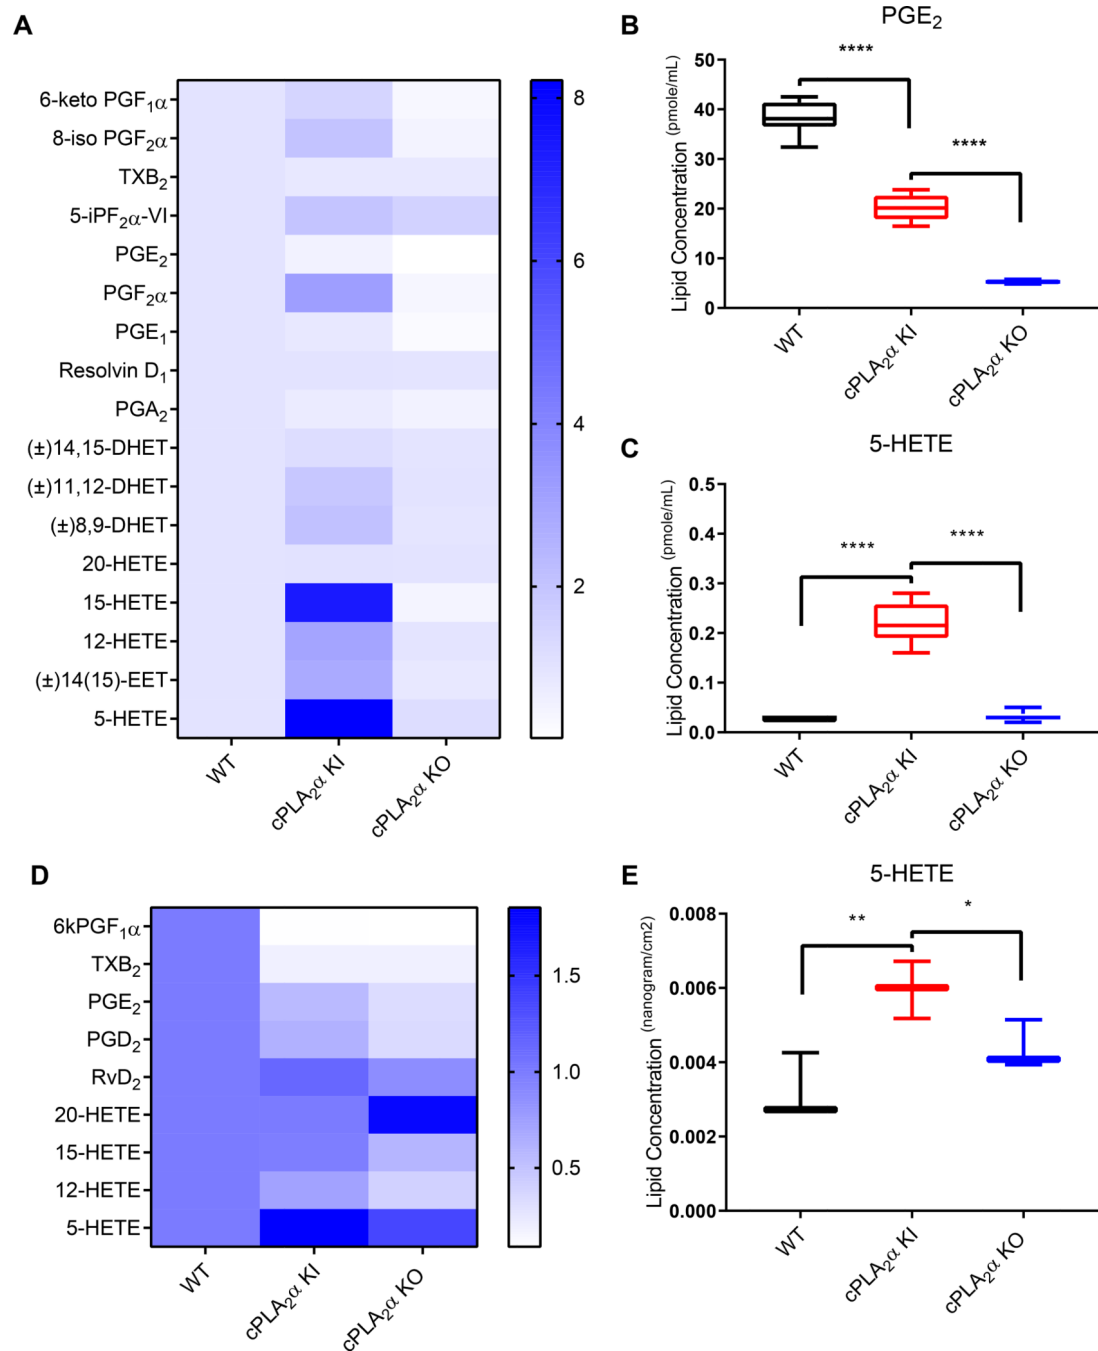 A
6-keto PGF₁α
8-iso PGF₂α
TXB₂
5-iPF₂α-VI
PGE₂
PGF₂α
PGE₁
Resolvin D₁
PGA₂
(±)14,15-DHET
(±)11,12-DHET
(±)8,9-DHET
20-HETE
15-HETE
12-HETE
(±)14(15)-EET
5-HETE
WT
cPLA₂α KI
cPLA₂α KO
8
6
4
2
B
PGE₂
Lipid Concentration (pmole/mL)
50
40
30
20
10
0
****
****
WT
cPLA₂α KI
cPLA₂α KO
C
5-HETE
Lipid Concentration (pmole/mL)
0.5
0.4
0.3
0.2
0.1
0.0
****
****
WT
cPLA₂α KI
cPLA₂α KO
D
6kPGF₁α
TXB₂
PGE₂
PGD₂
RvD₂
20-HETE
15-HETE
12-HETE
5-HETE
WT
cPLA₂α KI
cPLA₂α KO
1.5
1.0
0.5
E
5-HETE
Lipid Concentration (nanogram/cm2)
0.008
0.006
0.004
0.002
0.000
**
*
WT
cPLA₂α KI
cPLA₂α KO